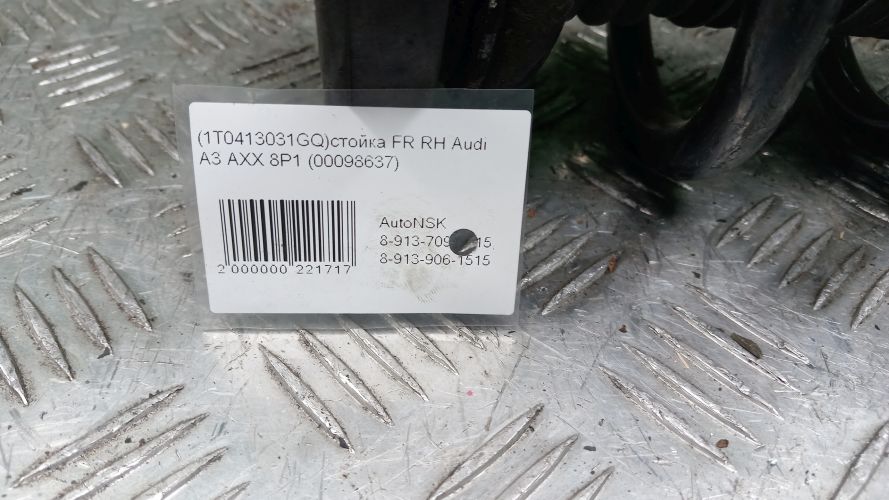 (1T0413031GQ)стойка FR RH Audi
A3 AXX 8P1 (00098637)
AutoNSK
8-913-906-1515
2 000000 221717